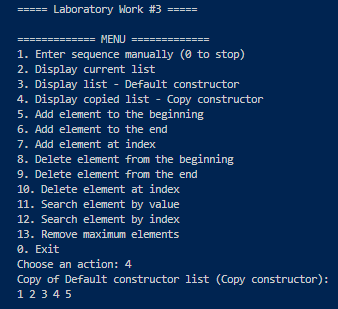 ===== Laboratory Work #3 =====
============= MENU =============
1. Enter sequence manually (0 to stop)
2. Display current list
3. Display list - Default constructor
4. Display copied list - Copy constructor
5. Add element to the beginning
6. Add element to the end
7. Add element at index
8. Delete element from the beginning
9. Delete element from the end
10. Delete element at index
11. Search element by value
12. Search element by index
13. Remove maximum elements
0. Exit
Choose an action: 4
Copy of Default constructor list (Copy constructor):
1 2 3 4 5